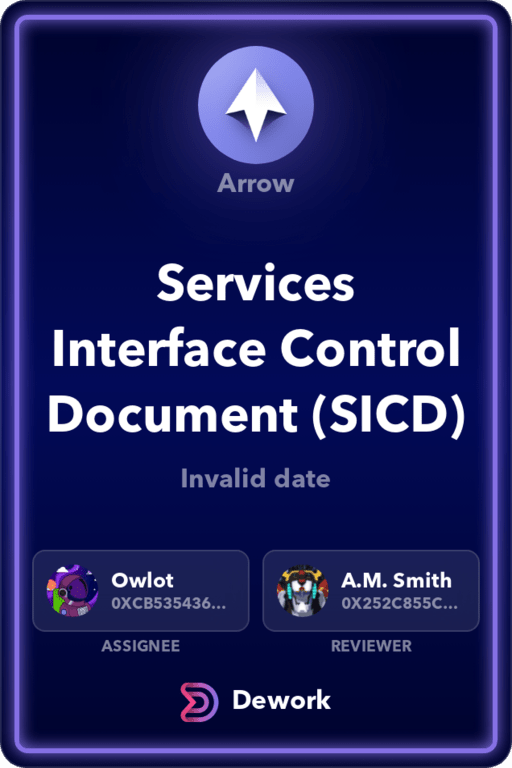 Arrow
Services
Interface Control
Document (SICD)
Invalid date
Owlot
0XCB535436...
ASSIGNEE
A.M. Smith
0X252C855C...
REVIEWER
Dework